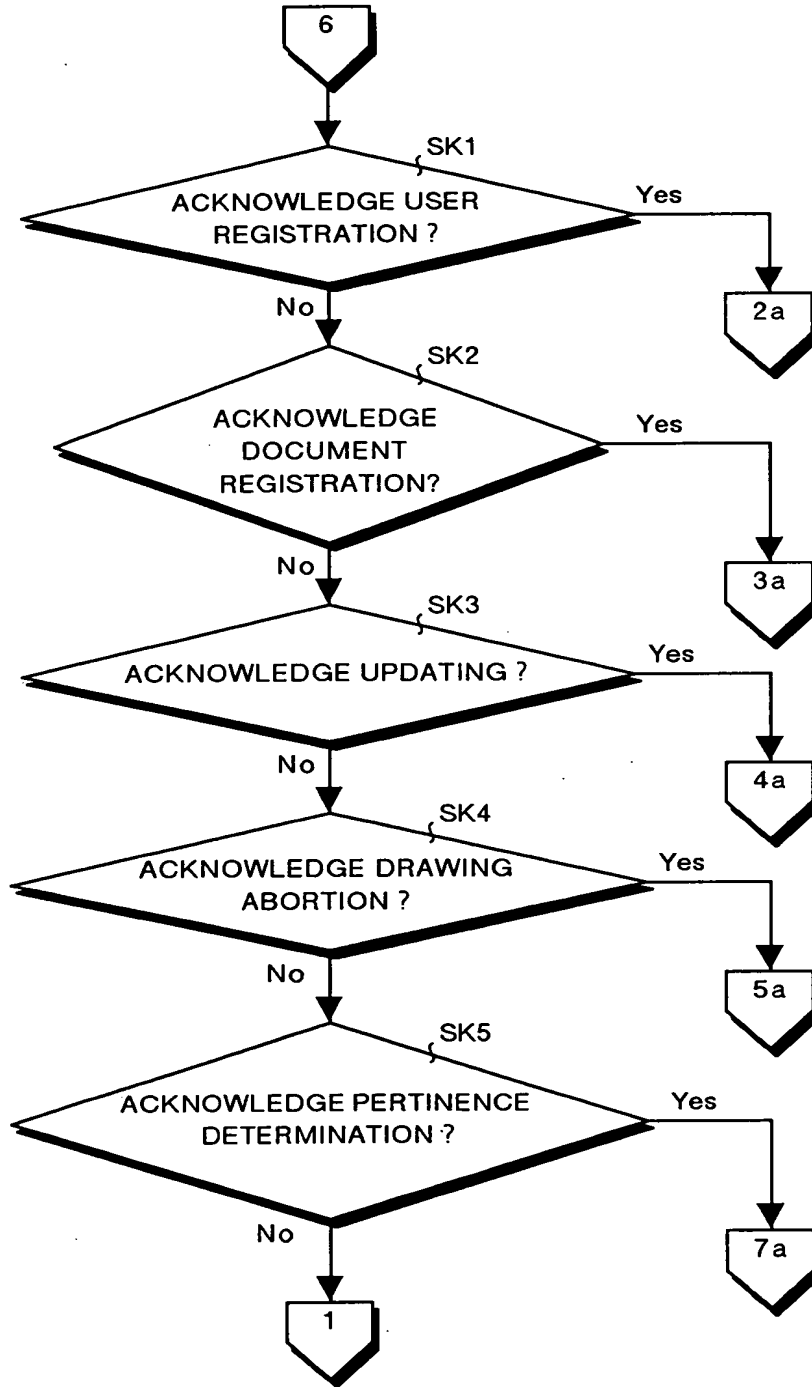 6
SK1
ACKNOWLEDGE USER
REGISTRATION ?
Yes
2a
No
SK2
ACKNOWLEDGE
DOCUMENT
REGISTRATION?
Yes
3a
No
SK3
ACKNOWLEDGE UPDATING ?
Yes
4a
No
SK4
ACKNOWLEDGE DRAWING
ABORTION ?
Yes
5a
No
SK5
ACKNOWLEDGE PERTINENCE
DETERMINATION ?
Yes
7a
No
1